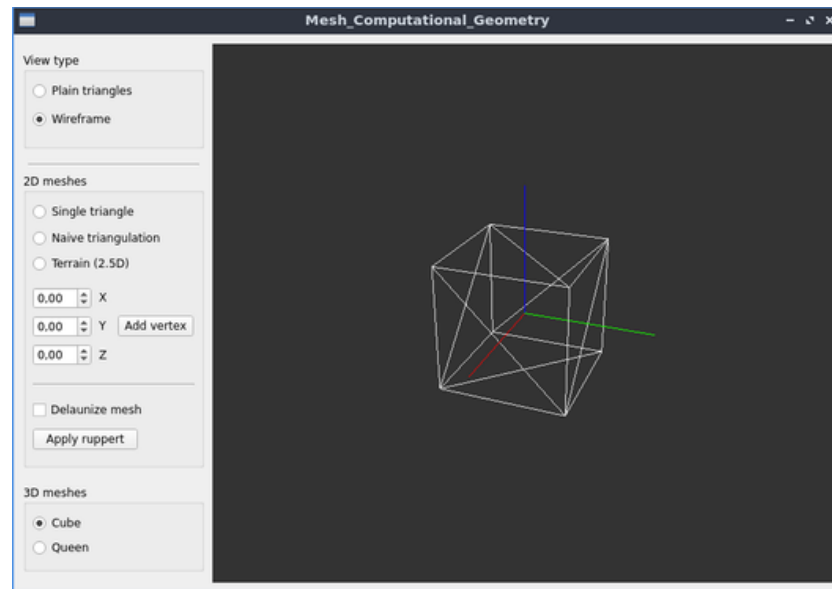 Mesh_Computational_Geometry
View type
Plain triangles
Wireframe
2D meshes
Single triangle
Naive triangulation
Terrain (2.5D)
0.00 X
0.00 Y Add vertex
0.00 Z
Delaunize mesh
Apply ruppert
3D meshes
Cube
Queen